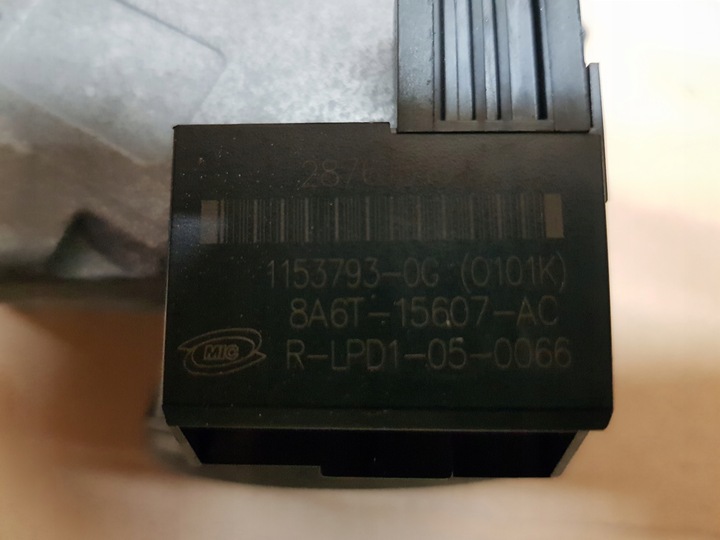 1153793-0G (0101K)
8A6T-15607-AC
MIC
R-LPD1-05-0066